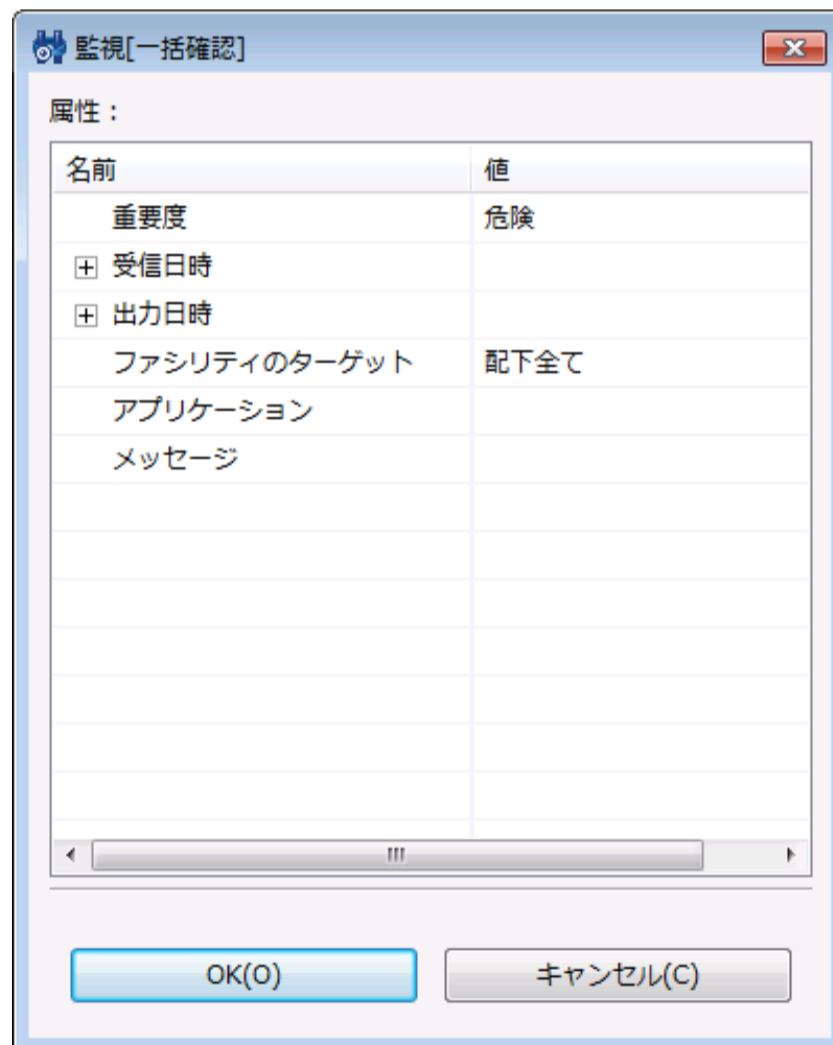 監視[一括確認]
属性：
名前 値
重要度 危険
受信日時
出力日時
ファシリティのターゲット 配下全て
アプリケーション
メッセージ
OK(O) キャンセル(C)